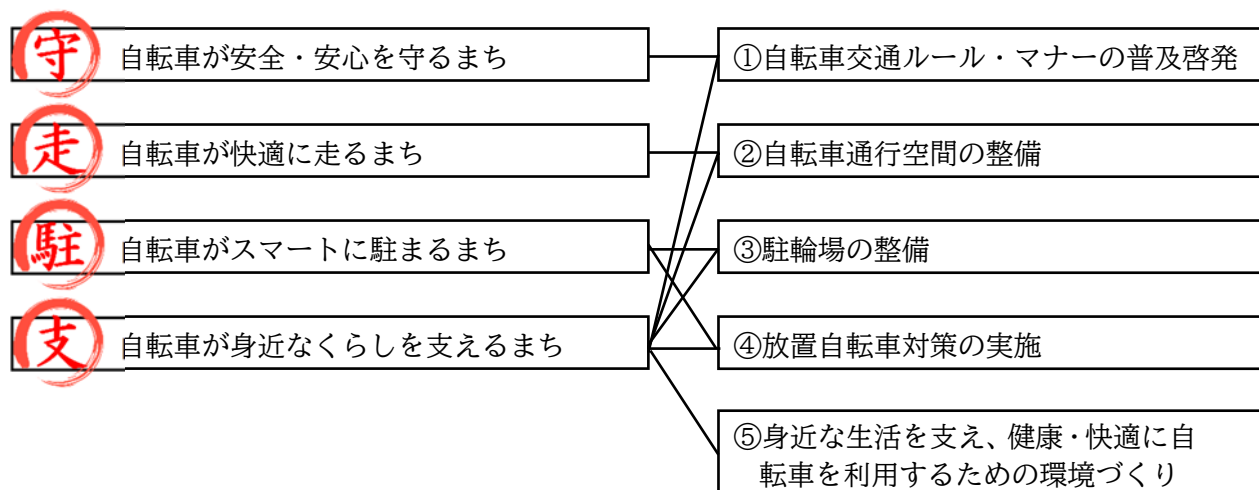 守 自転車が安全・安心を守るまち
①自転車交通ルール・マナーの普及啓発
走 自転車が快適に走るまち
②自転車通行空間の整備
駐 自転車がスマートに駐まるまち
③駐輪場の整備
支 自転車が身近なくらしを支えるまち
④放置自転車対策の実施
⑤身近な生活を支え、健康・快適に自
転車を利用するための環境づくり